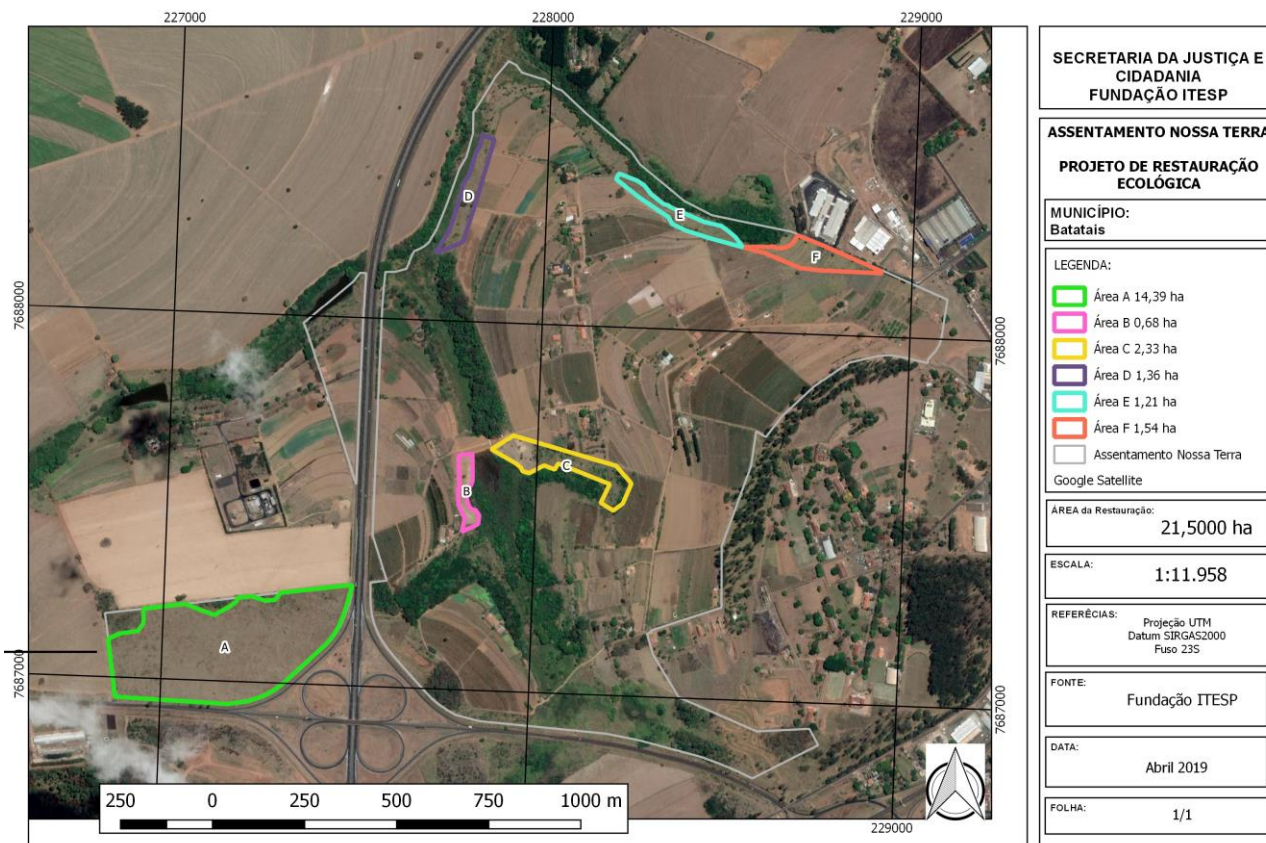 227000
228000
229000
7688000
7688000
7687000
7687000
229000
A
B
C
D
E
F
250 0 250 500 750 1000 m
SECRETARIA DA JUSTIÇA E
CIDADANIA
FUNDAÇÃO ITESP
ASSENTAMENTO NOSSA TERRA
PROJETO DE RESTAURAÇÃO
ECOLÓGICA
MUNICÍPIO:
Batatais
LEGENDA:
Área A 14,39 ha
Área B 0,68 ha
Área C 2,33 ha
Área D 1,36 ha
Área E 1,21 ha
Área F 1,54 ha
Assentamento Nossa Terra
Google Satellite
ÁREA da Restauração:
21,5000 ha
ESCALA:
1:11.958
REFERÊCIAS:
Projeção UTM
Datum SIRGAS2000
Fuso 23S
FONTE:
Fundação ITESP
DATA:
Abril 2019
FOLHA:
1/1